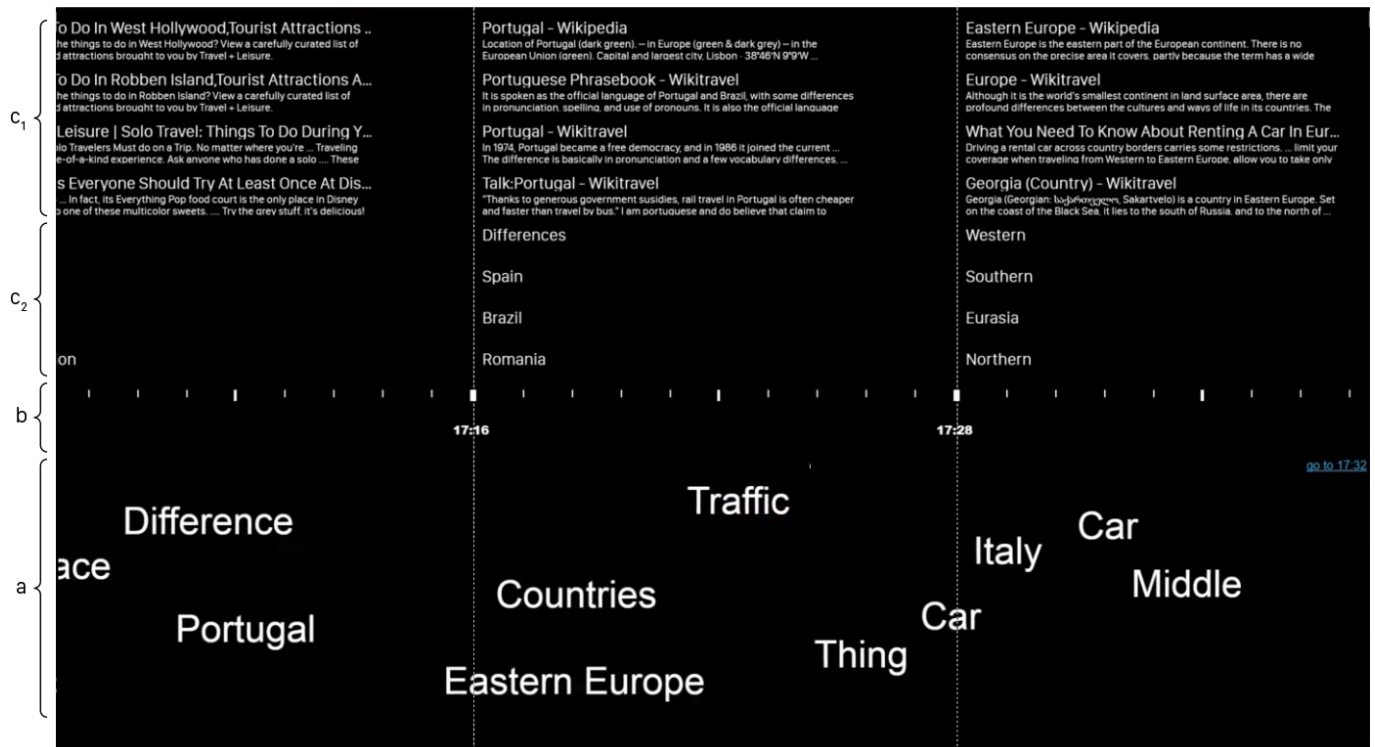 c1
To Do In West Hollywood,Tourist Attractions ..
he things to do in West Hollywood? View a carefully curated list of
d attractions brought to you by Travel + Leisure.
To Do In Robben Island,Tourist Attractions A...
he things to do in Robben Island? View a carefully curated list of
d attractions brought to you by Travel + Leisure.
Leisure | Solo Travel: Things To Do During Y...
olo Travelers Must do on a Trip. No matter where you're ... Traveling
e-of-a-kind experience. Ask anyone who has done a solo .... These
s Everyone Should Try At Least Once At Dis...
... In fact, its Everything Pop food court is the only place in Disney
o one of these multicolor sweets. .... Try the grey stuff, it's delicious!
Portugal - Wikipedia
Location of Portugal (dark green). – in Europe (green & dark grey) – in the
European Union (green). Capital and largest city, Lisbon · 38°46'N 9°9'W ...
Portuguese Phrasebook - Wikitravel
It is spoken as the official language of Portugal and Brazil, with some differences
in pronunciation, spelling, and use of pronouns. It is also the official language
Portugal - Wikitravel
In 1974, Portugal became a free democracy, and in 1986 it joined the current ...
The difference is basically in pronunciation and a few vocabulary differences. ...
Talk:Portugal - Wikitravel
"Thanks to generous government susidies, rail travel in Portugal is often cheaper
and faster than travel by bus." I am portuguese and do believe that claim to
Eastern Europe - Wikipedia
Eastern Europe is the eastern part of the European continent. There is no
consensus on the precise area it covers, partly because the term has a wide
Europe - Wikitravel
Although it is the world's smallest continent in land surface area, there are
profound differences between the cultures and ways of life in its countries. The
What You Need To Know About Renting A Car In Eur...
Driving a rental car across country borders carries some restrictions. ... limit your
coverage when traveling from Western to Eastern Europe. allow you to take only
Georgia (Country) - Wikitravel
Georgia (Georgian: საქართველო, Sakartvelo) is a country in Eastern Europe. Set
on the coast of the Black Sea, it lies to the south of Russia, and to the north of ...
c2
on
Differences
Spain
Brazil
Romania
Western
Southern
Eurasia
Northern
b
17:16
17:28
a
go to 17:32
Difference
ace
Portugal
Traffic
Countries
Eastern Europe
Thing
Car
Italy
Car
Middle